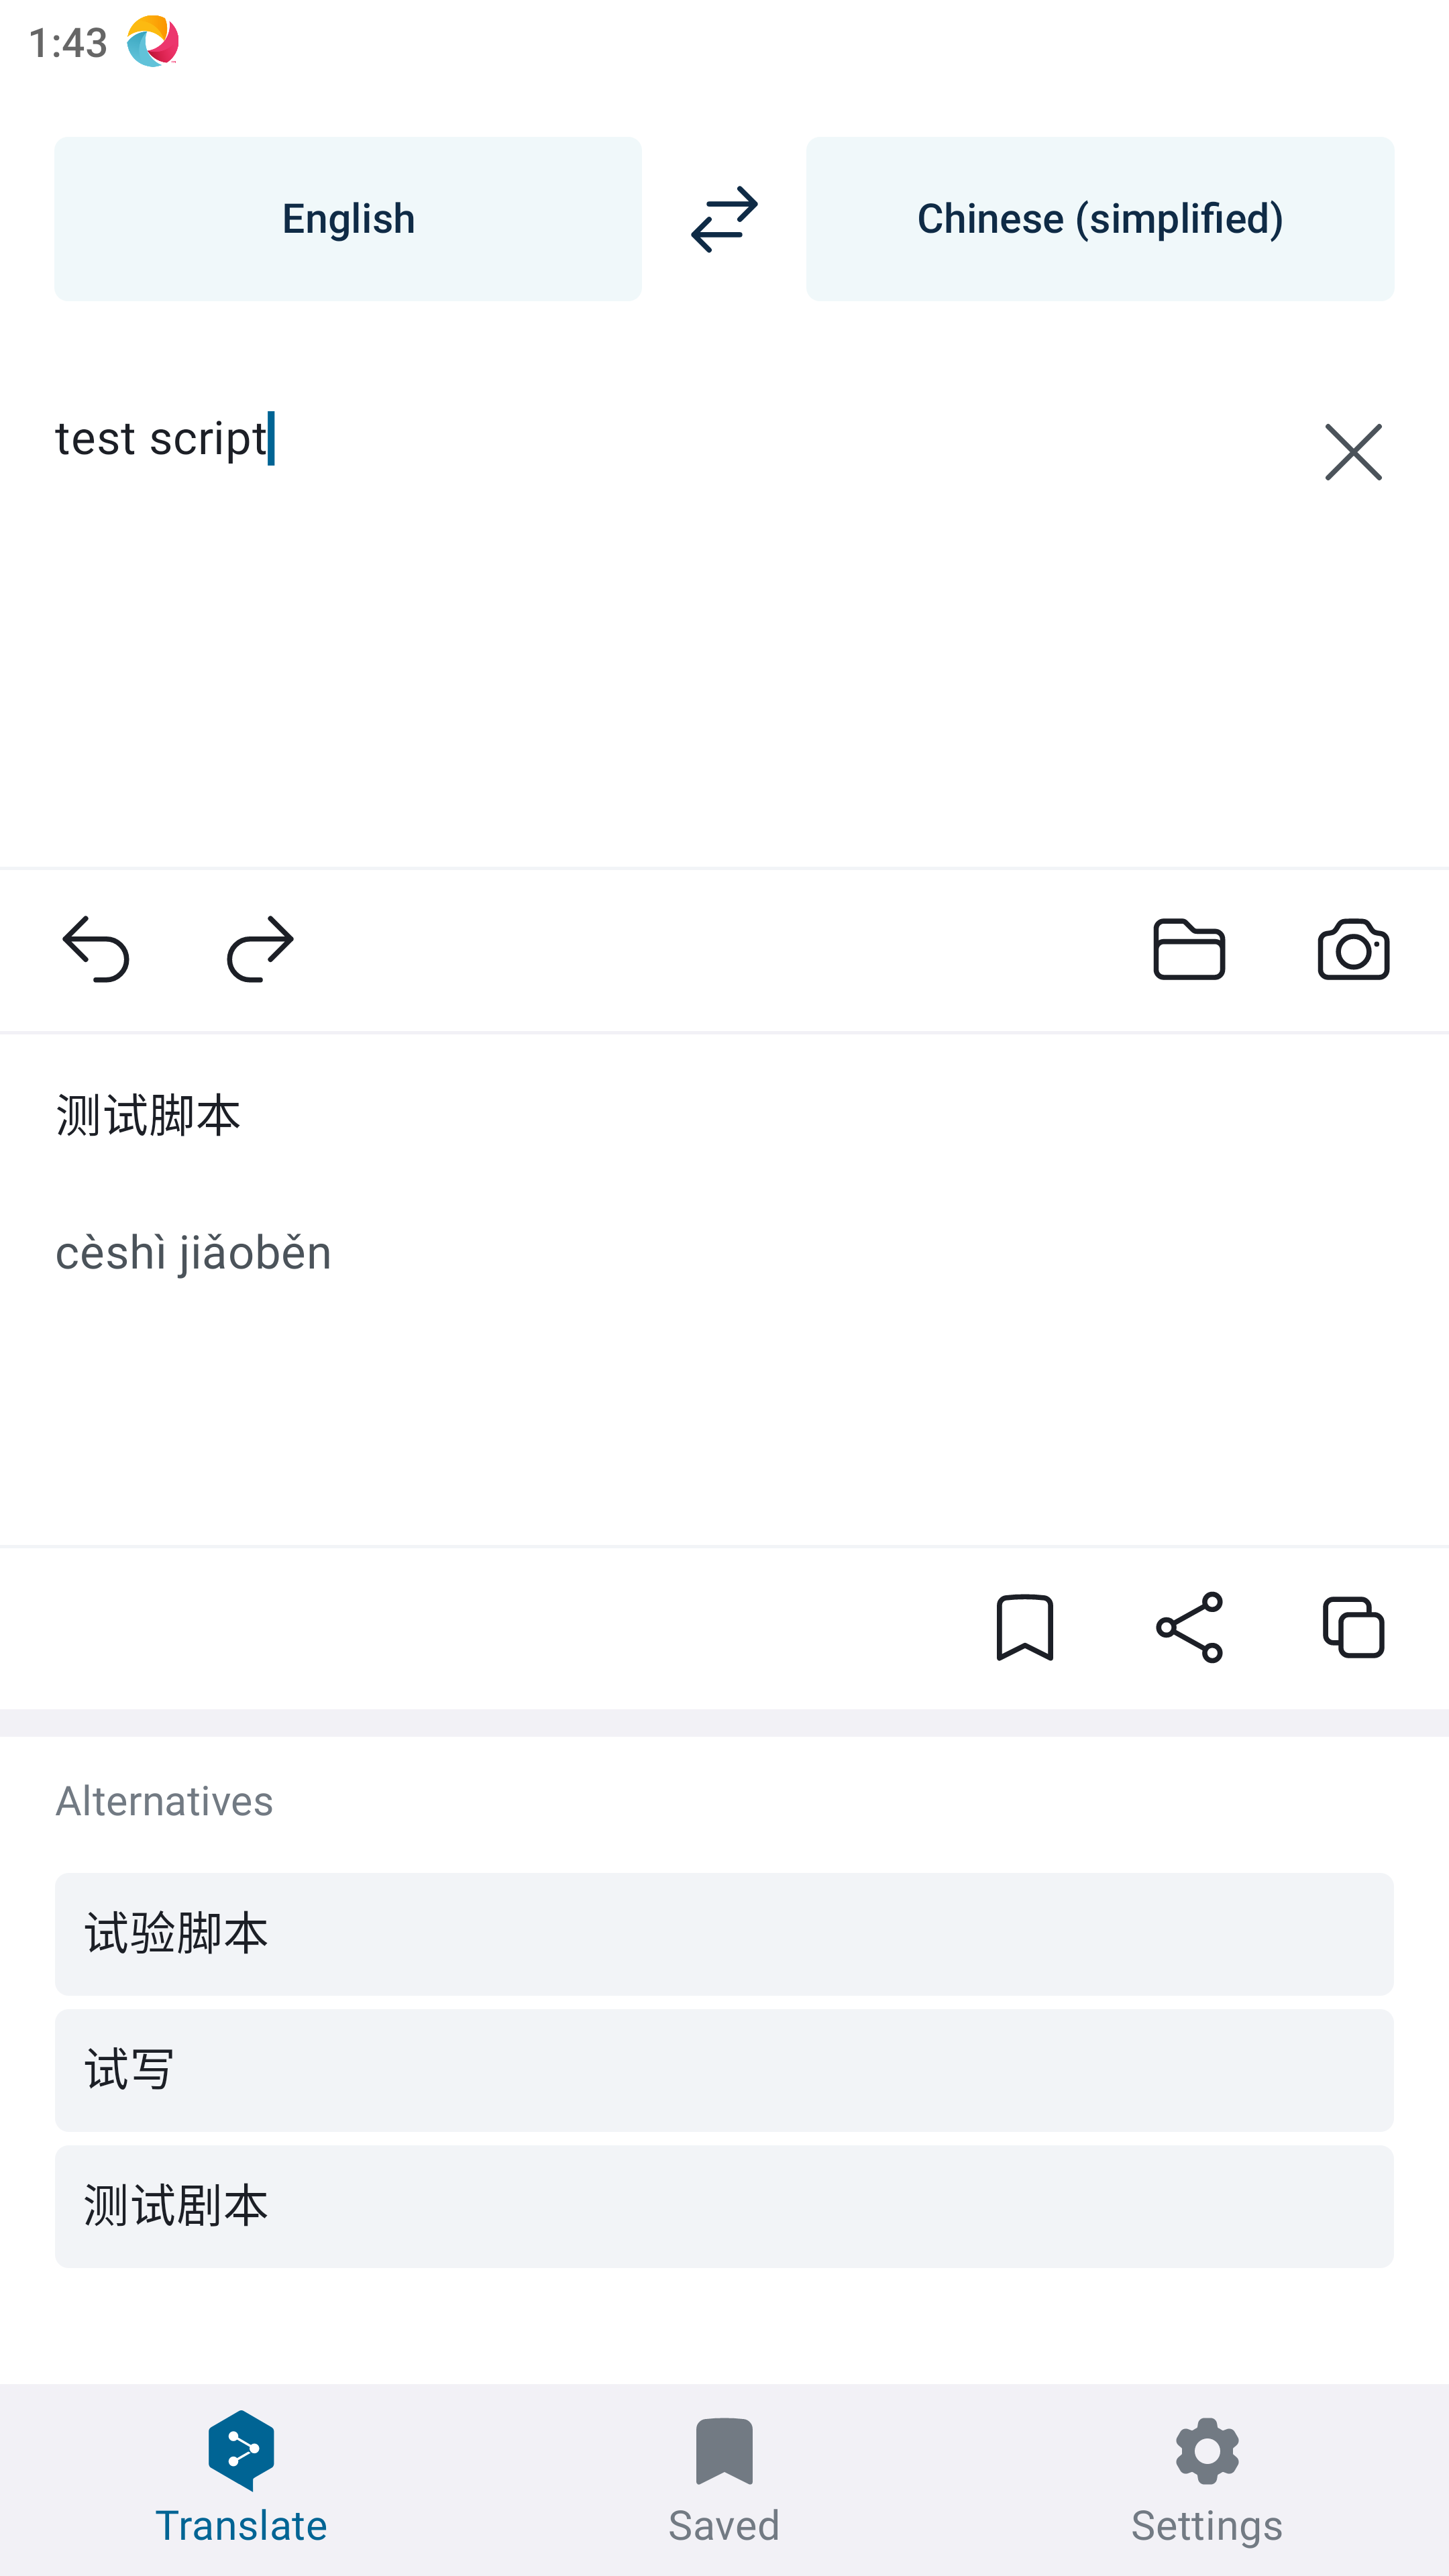 1:43
English
Chinese (simplified)
test script
测试脚本
cèshì jiǎoběn
Alternatives
试验脚本
试写
测试剧本
Translate
Saved
Settings